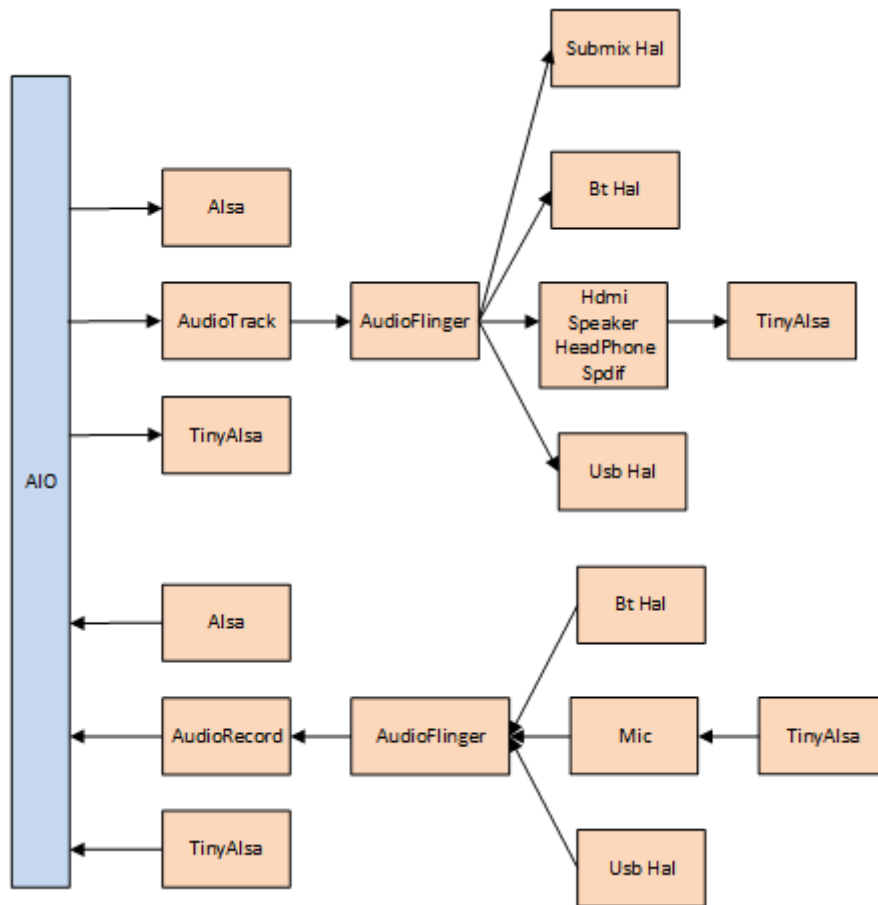 Submix Hal
Bt Hal
Alsa
AudioTrack
AudioFlinger
Hdmi
Speaker
HeadPhone
Spdif
TinyAlsa
TinyAlsa
Usb Hal
AIO
Alsa
Bt Hal
AudioRecord
AudioFlinger
Mic
TinyAlsa
TinyAlsa
Usb Hal